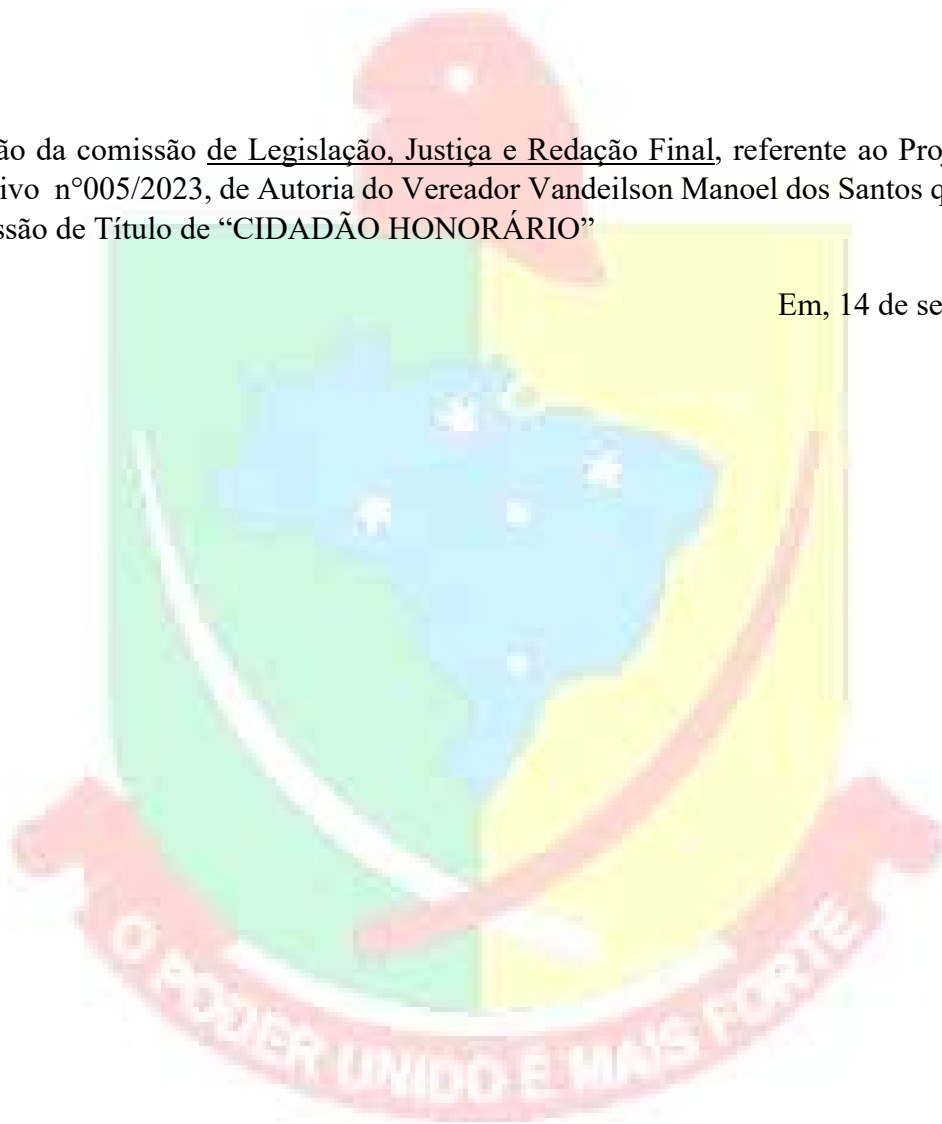 ão da comissão de Legislação, Justiça e Redação Final, referente ao Proj
ivo n°005/2023, de Autoria do Vereador Vandeilson Manoel dos Santos q
ssão de Título de “CIDADÃO HONORÁRIO”
Em, 14 de se
O PODER UNIDO É MAIS FORTE